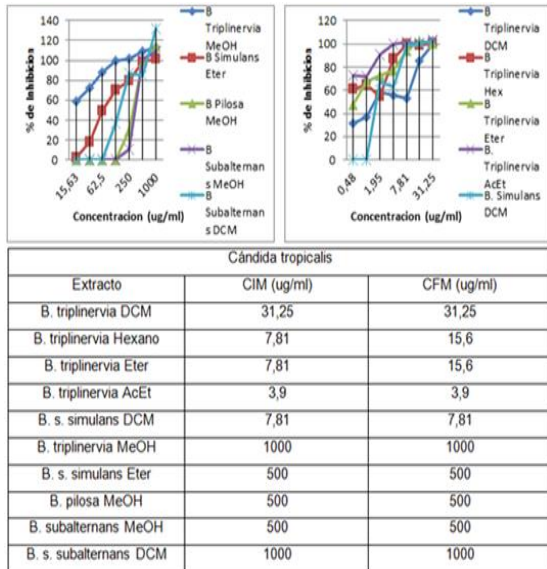 140
120
100
80
60
40
20
0
% de Inhibicion
15,63
62,5
250
1000
Concentracion (ug/ml)
B
Triplinervia
MeOH
B Simulans
Eter
B Pilosa
MeOH
B
Subalternan
s MeOH
B
Subalternan
s DCM
120
100
80
60
40
20
0
% de Inhibicion
0,48
1,95
7,81
31,25
Concentracion (ug/ml)
B
Triplinervia
DCM
B
Triplinervia
Hex
B
Triplinervia
Eter
B.
Triplinervia
AcEt
B. Simulans
DCM
Cándida tropicalis
Extracto CIM (ug/ml) CFM (ug/ml)
B. triplinervia DCM 31,25 31,25
B. triplinervia Hexano 7,81 15,6
B. triplinervia Eter 7,81 15,6
B. triplinervia AcEt 3,9 3,9
B. s. simulans DCM 7,81 7,81
B. triplinervia MeOH 1000 1000
B. s. simulans Eter 500 500
B. pilosa MeOH 500 500
B. subalternans MeOH 500 500
B. s. subalternans DCM 1000 1000